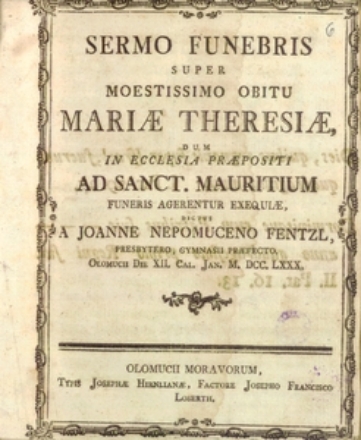 6
SERMO FUNEBRIS
SUPER
MOESTISSIMO OBITU
MARIÆ THERESIÆ,
DUM
IN ECCLESIA PRÆPOSITI
AD SANCT. MAURITIUM
FUNERIS AGERENTUR EXEQUIÆ,
DICTUS
A JOANNE NEPOMUCENO FENTZL,
PRESBYTERO, GYMNASII PRÆFECTO,
OLOMUCII DIE XII. CAL. JAN. M. DCC. LXXX.
OLOMUCII MORAVORUM,
TYPIS JOSEPHÆ HIRNLIANÆ, FACTORE JOSEPHO FRANCISCO
LOSERTH.